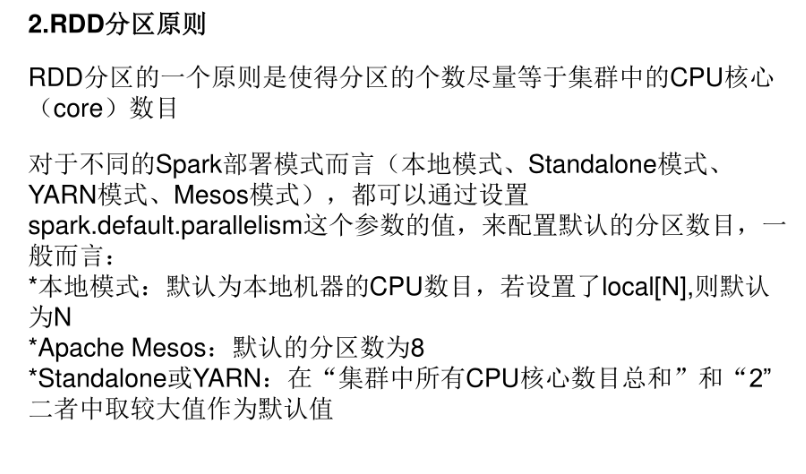 2.RDD分区原则
RDD分区的一个原则是使得分区的个数尽量等于集群中的CPU核心
（core）数目
对于不同的Spark部署模式而言（本地模式、Standalone模式、
YARN模式、Mesos模式），都可以通过设置
spark.default.parallelism这个参数的值，来配置默认的分区数目，一
般而言：
*本地模式：默认为本地机器的CPU数目，若设置了local[N],则默认
为N
*Apache Mesos：默认的分区数为8
*Standalone或YARN：在“集群中所有CPU核心数目总和”和“2”
二者中取较大值作为默认值